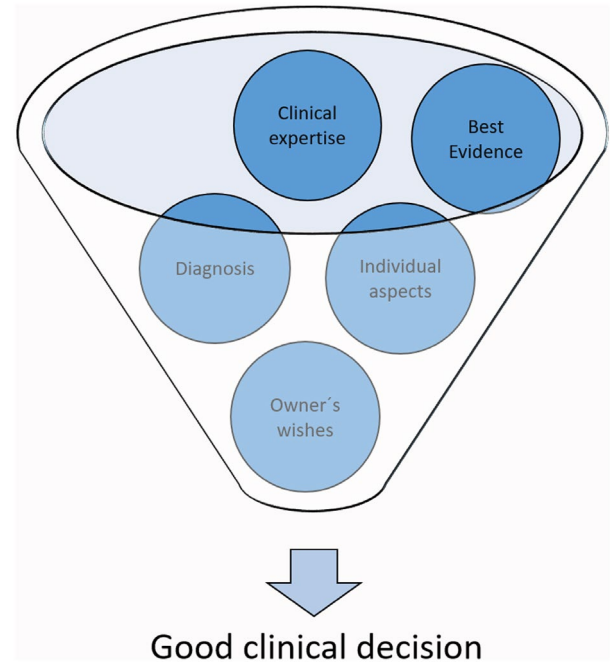 Clinical
expertise
Best
Evidence
Diagnosis
Individual
aspects
Owner´s
wishes
Good clinical decision